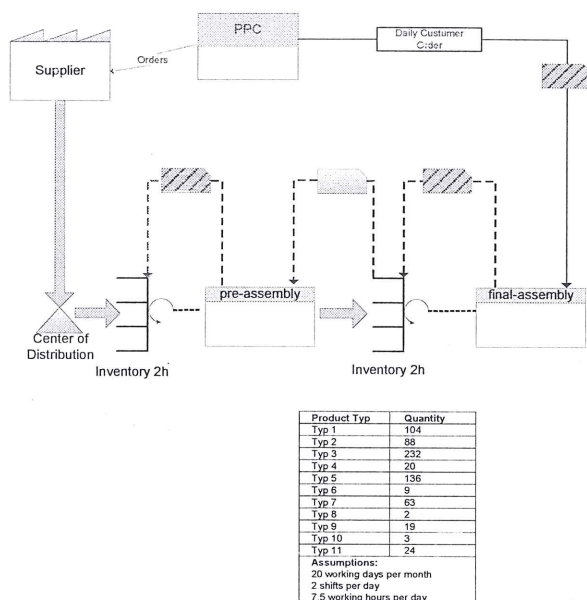 PPC
Daily Custumer
Order
Supplier
Orders
pre-assembly
final-assembly
Center of
Distribution
Inventory 2h
Inventory 2h
Product Typ Quantity
Typ 1 104
Typ 2 88
Typ 3 232
Typ 4 20
Typ 5 136
Typ 6 9
Typ 7 63
Typ 8 2
Typ 9 19
Typ 10 3
Typ 11 24
Assumptions:
20 working days per month
2 shifts per day
7.5 working hours per day